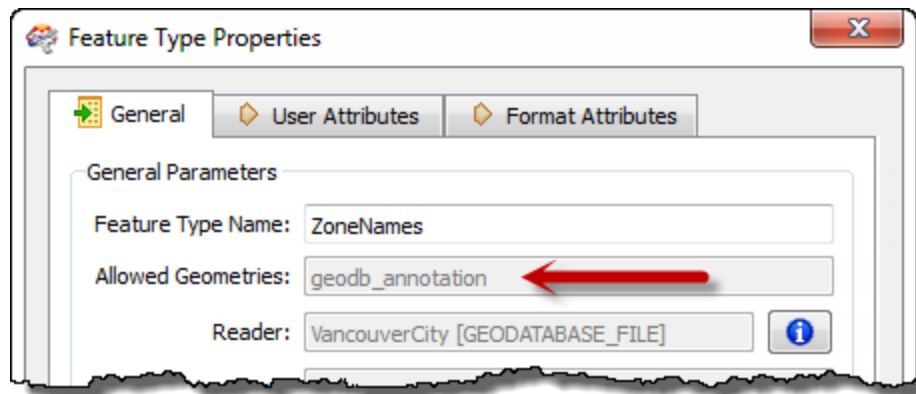 Feature Type Properties
General
User Attributes
Format Attributes
General Parameters
Feature Type Name: ZoneNames
Allowed Geometries: geodb_annotation
Reader: VancouverCity [GEODATABASE_FILE]